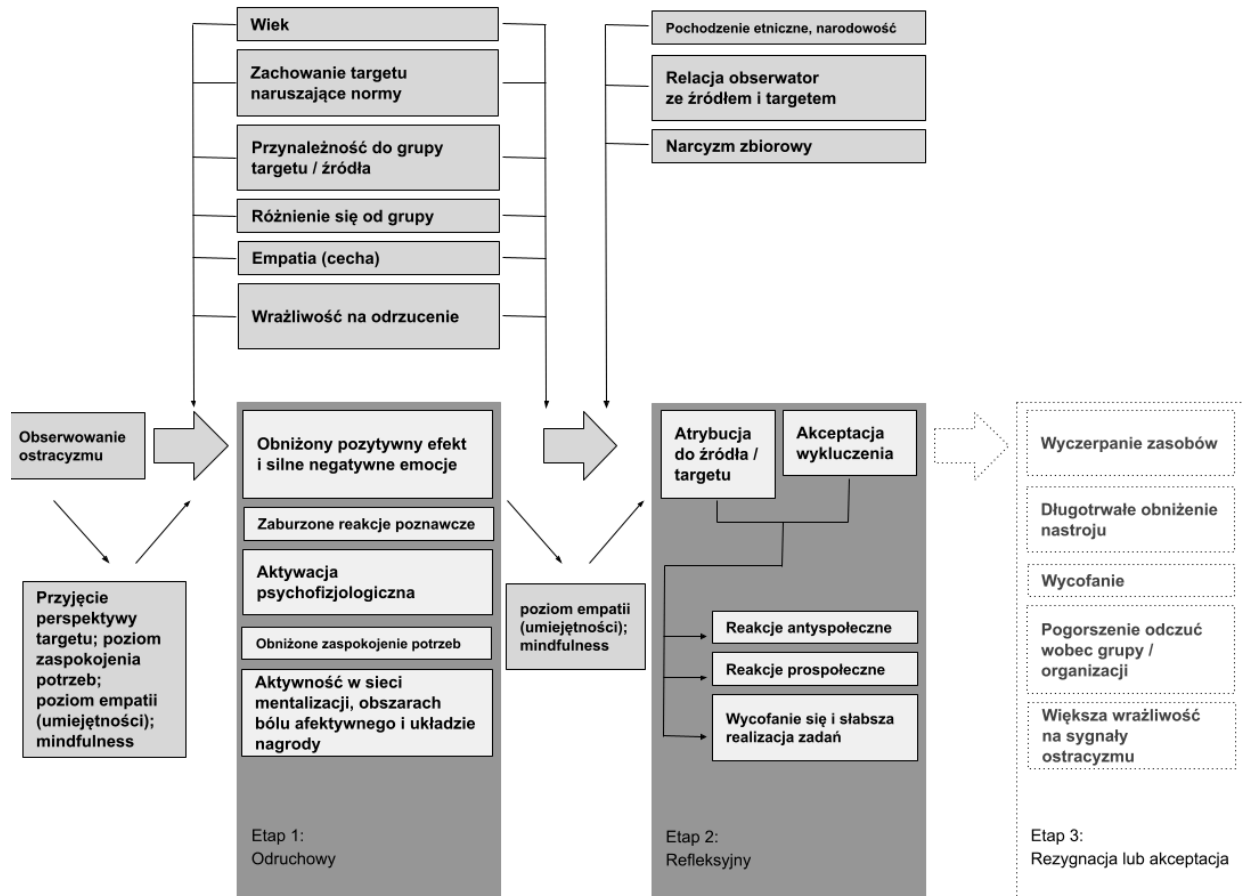 Wiek
Zachowanie targetu
naruszające normy
Przynależność do grupy
targetu / źródła
Różnienie się od grupy
Empatia (cecha)
Wrażliwość na odrzucenie
Pochodzenie etniczne, narodowość
Relacja obserwator
ze źródłem i targetem
Narcyzm zbiorowy
Obserwowanie
ostracyzmu
Przyjęcie
perspektywy
targetu; poziom
zaspokojenia
potrzeb;
poziom empatii
(umiejętności);
mindfulness
Obniżony pozytywny efekt
i silne negatywne emocje
Zaburzone reakcje poznawcze
Aktywacja
psychofizjologiczna
Obniżone zaspokojenie potrzeb
Aktywność w sieci
mentalizacji, obszarach
bólu afektywnego i układzie
nagrody
Etap 1:
Odruchowy
poziom empatii
(umiejętności);
mindfulness
Atrybucja
do źródła /
targetu
Akceptacja
wykluczenia
Reakcje antyspołeczne
Reakcje prospołeczne
Wycofanie się i słabsza
realizacja zadań
Etap 2:
Refleksyjny
Wyczerpanie zasobów
Długotrwałe obniżenie
nastroju
Wycofanie
Pogorszenie odczuć
wobec grupy /
organizacji
Większa wrażliwość
na sygnały
ostracyzmu
Etap 3:
Rezygnacja lub akceptacja